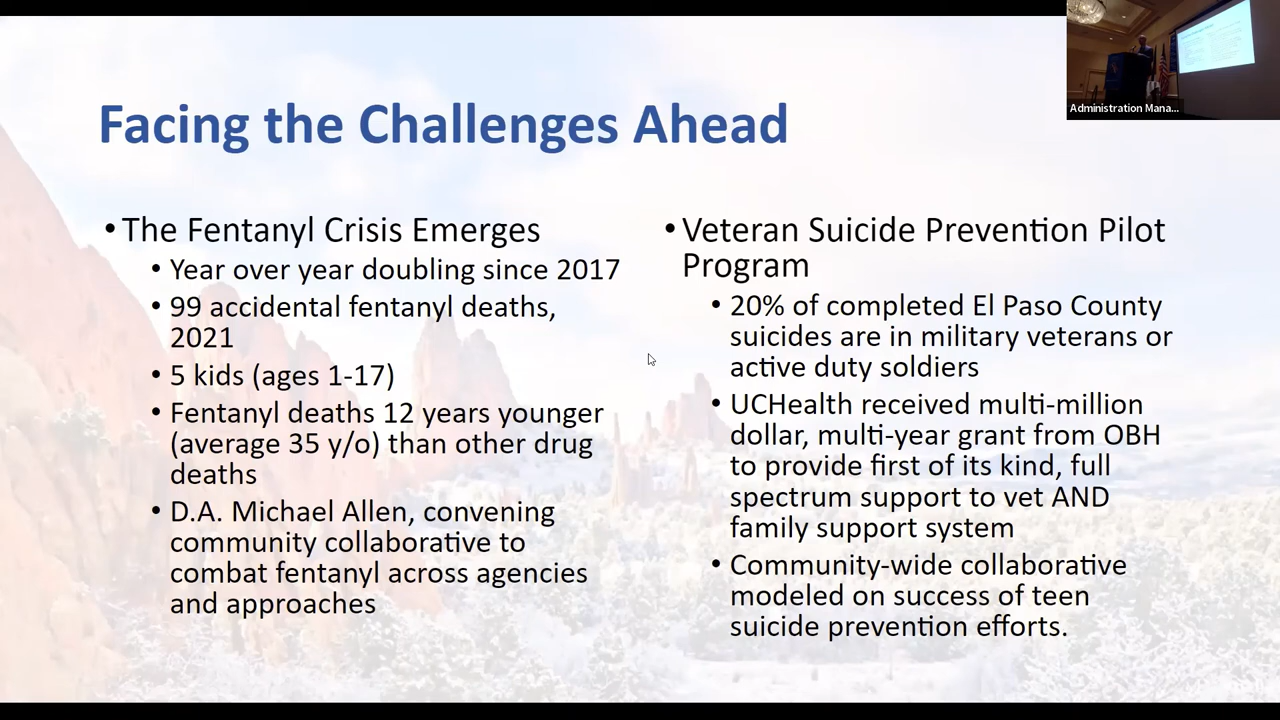 Facing the Challenges Ahead
• The Fentanyl Crisis Emerges
• Year over year doubling since 2017
• 99 accidental fentanyl deaths,
2021
• 5 kids (ages 1-17)
• Fentanyl deaths 12 years younger
(average 35 y/o) than other drug
deaths
• D.A. Michael Allen, convening
community collaborative to
combat fentanyl across agencies
and approaches
• Veteran Suicide Prevention Pilot
Program
• 20% of completed El Paso County
suicides are in military veterans or
active duty soldiers
• UCHealth received multi-million
dollar, multi-year grant from OBH
to provide first of its kind, full
spectrum support to vet AND
family support system
• Community-wide collaborative
modeled on success of teen
suicide prevention efforts.
Administration Mana...